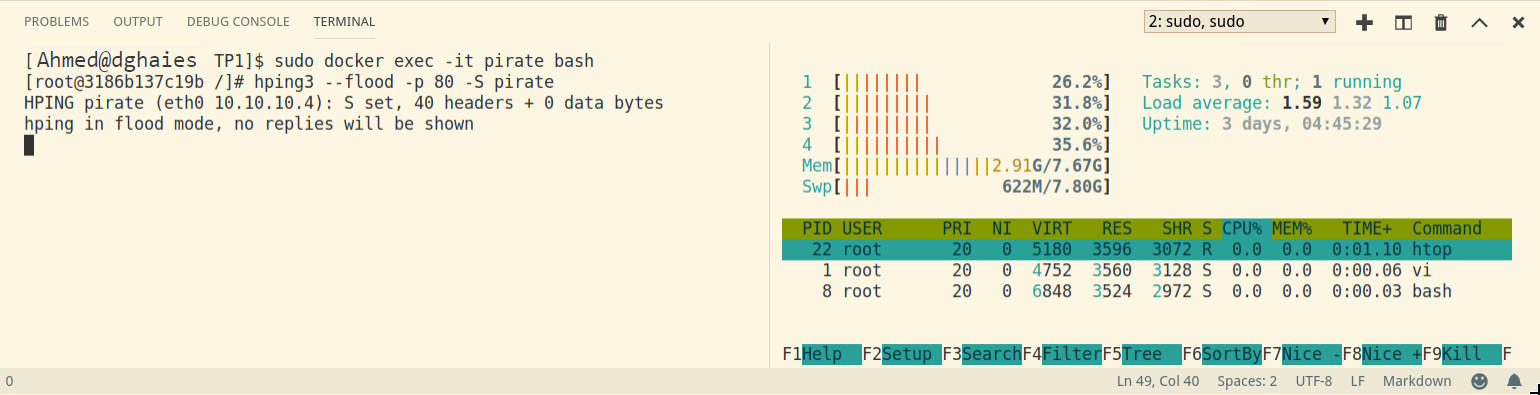 PROBLEMS OUTPUT DEBUG CONSOLE TERMINAL 2: sudo, sudo
[ Ahmed@dghaies TP1]$ sudo docker exec -it pirate bash
[root@3186b137c19b /]# hping3 --flood -p 80 -S pirate
HPING pirate (eth0 10.10.10.4): S set, 40 headers + 0 data bytes
hping in flood mode, no replies will be shown
1 [||||||||26.2%] Tasks: 3, 0 thr; 1 running
2 [|||||||||31.8%] Load average: 1.59 1.32 1.07
3 [|||||||||32.0%] Uptime: 3 days, 04:45:29
4 [||||||||||35.6%]
Mem[|||||||||||||||2.91G/7.67G]
Swp[|||622M/7.80G]
PID USER PRI NI VIRT RES SHR S CPU% MEM% TIME+ Command
22 root 20 0 5180 3596 3072 R 0.0 0.0 0:01.10 htop
1 root 20 0 4752 3560 3128 S 0.0 0.0 0:00.06 vi
8 root 20 0 6848 3524 2972 S 0.0 0.0 0:00.03 bash
F1Help F2Setup F3SearchF4FilterF5Tree F6SortByF7Nice -F8Nice +F9Kill F
0 Ln 49, Col 40 Spaces: 2 UTF-8 LF Markdown